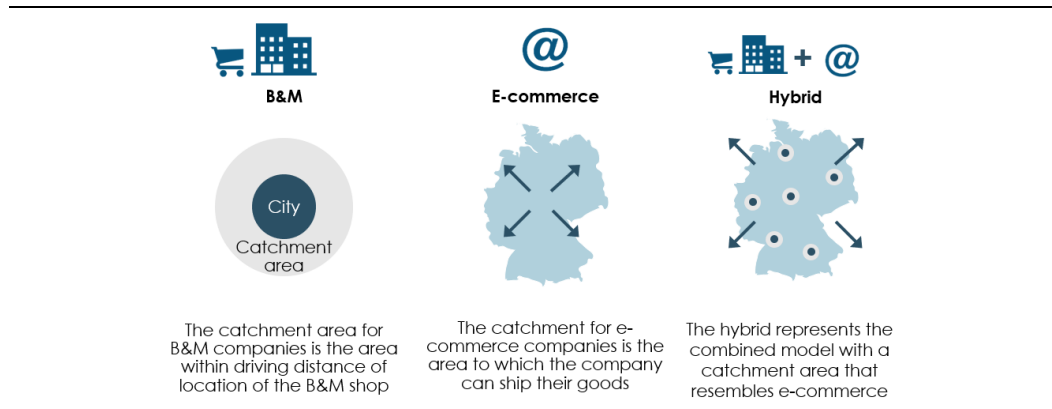 @
+ @
B&M
E-commerce
Hybrid
City
Catchment
area
The catchment area for
B&M companies is the area
within driving distance of
location of the B&M shop
The catchment for e-
commerce companies is the
area to which the company
can ship their goods
The hybrid represents the
combined model with a
catchment area that
resembles e-commerce